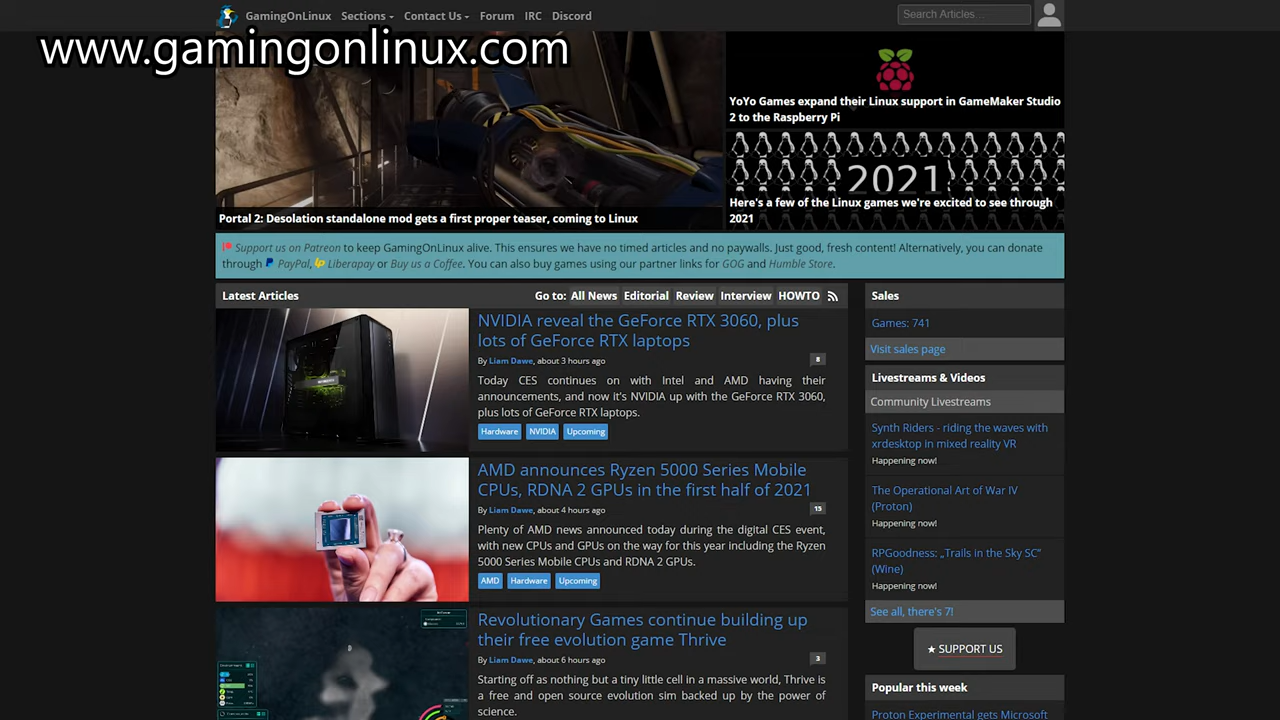 GamingOnLinux Sections Contact Us Forum IRC Discord Search Articles...
www.gamingonlinux.com
YoYo Games expand their Linux support in GameMaker Studio
2 to the Raspberry Pi
2021
Here's a few of the Linux games we're excited to see through
2021
Portal 2: Desolation standalone mod gets a first proper teaser, coming to Linux
Support us on Patreon to keep GamingOnLinux alive. This ensures we have no timed articles and no paywalls. Just good, fresh content! Alternatively, you can donate
through PayPal, Liberapay or Buy us a Coffee. You can also buy games using our partner links for GOG and Humble Store.
Latest Articles Go to: All News Editorial Review Interview HOWTO
NVIDIA reveal the GeForce RTX 3060, plus
lots of GeForce RTX laptops
By Liam Dawe, about 3 hours ago 8
Today CES continues on with Intel and AMD having their
announcements, and now it's NVIDIA up with the GeForce RTX 3060,
plus lots of GeForce RTX laptops.
Hardware NVIDIA Upcoming
AMD announces Ryzen 5000 Series Mobile
CPUs, RDNA 2 GPUs in the first half of 2021
By Liam Dawe, about 4 hours ago 15
Plenty of AMD news announced today during the digital CES event,
with new CPUs and GPUs on the way for this year including the Ryzen
5000 Series Mobile CPUs and RDNA 2 GPUs.
AMD Hardware Upcoming
Revolutionary Games continue building up
their free evolution game Thrive
By Liam Dawe, about 6 hours ago 3
Starting off as nothing but a tiny little cell in a massive world, Thrive is
a free and open source evolution sim backed up by the power of
science.
Sales
Games: 741
Visit sales page
Livestreams & Videos
Community Livestreams
Synth Riders - riding the waves with
xrdesktop in mixed reality VR
Happening now!
The Operational Art of War IV
(Proton)
Happening now!
RPGoodness: „Trails in the Sky SC“
(Wine)
Happening now!
See all, there's 7!
★ SUPPORT US
Popular this week
Proton Experimental gets Microsoft